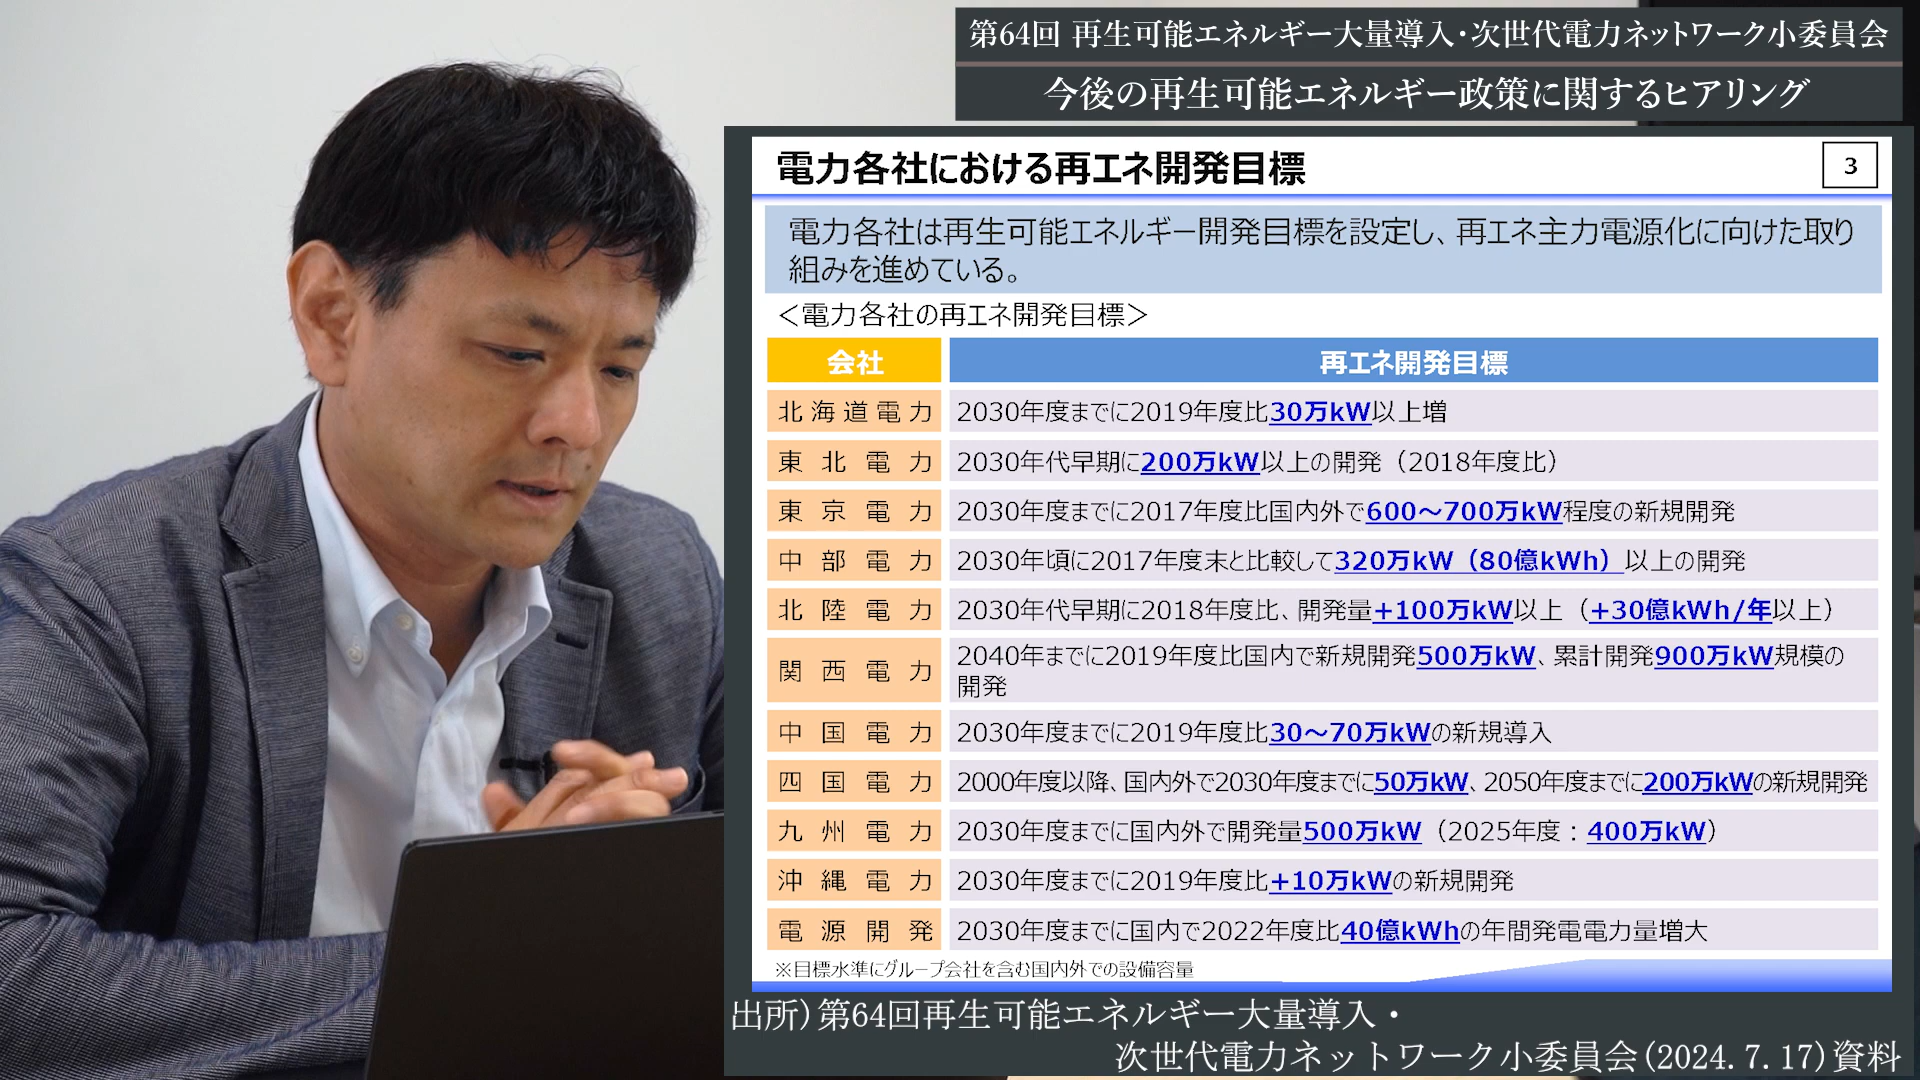 第64回 再生可能エネルギー大量導入･次世代電力ネットワーク小委員会
今後の再生可能エネルギー政策に関するヒアリング
電力各社における再エネ開発目標
3
電力各社は再生可能エネルギー開発目標を設定し、再エネ主力電源化に向けた取り
組みを進めている。
＜電力各社の再エネ開発目標＞
会社 再エネ開発目標
北海道電力 2030年度までに2019年度比30万kW以上増
東北電力 2030年代早期に200万kW以上の開発（2018年度比）
東京電力 2030年度までに2017年度比国内外で600～700万kW程度の新規開発
中部電力 2030年頃に2017年度末と比較して320万kW（80億kWh）以上の開発
北陸電力 2030年代早期に2018年度比、開発量+100万kW以上（+30億kWh/年以上）
関西電力 2040年までに2019年度比国内で新規開発500万kW、累計開発900万kW規模の
開発
中国電力 2030年度までに2019年度比30～70万kWの新規導入
四国電力 2000年度以降、国内外で2030年度までに50万kW、2050年度までに200万kWの新規開発
九州電力 2030年度までに国内外で開発量500万kW（2025年度：400万kW）
沖縄電力 2030年度までに2019年度比+10万kWの新規開発
電源開発 2030年度までに国内で2022年度比40億kWhの年間発電電力量増大
※目標水準にグループ会社を含む国内外での設備容量
出所)第64回再生可能エネルギー大量導入・
次世代電力ネットワーク小委員会(2024.7.17)資料